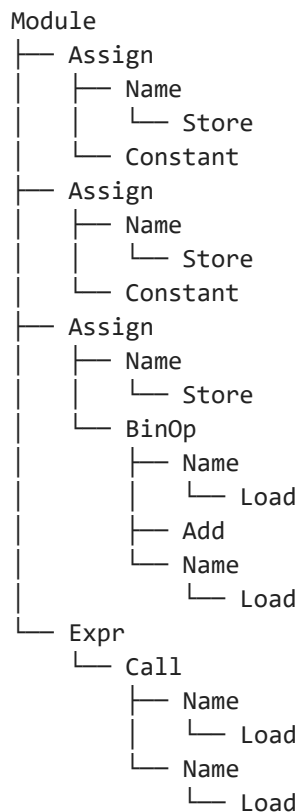 Module
├── Assign
│   ├── Name
│   │   └── Store
│   └── Constant
├── Assign
│   ├── Name
│   │   └── Store
│   └── Constant
├── Assign
│   ├── Name
│   │   └── Store
│   └── BinOp
│       ├── Name
│       │   └── Load
│       ├── Add
│       └── Name
│           └── Load
└── Expr
    └── Call
        ├── Name
        │   └── Load
        └── Name
            └── Load